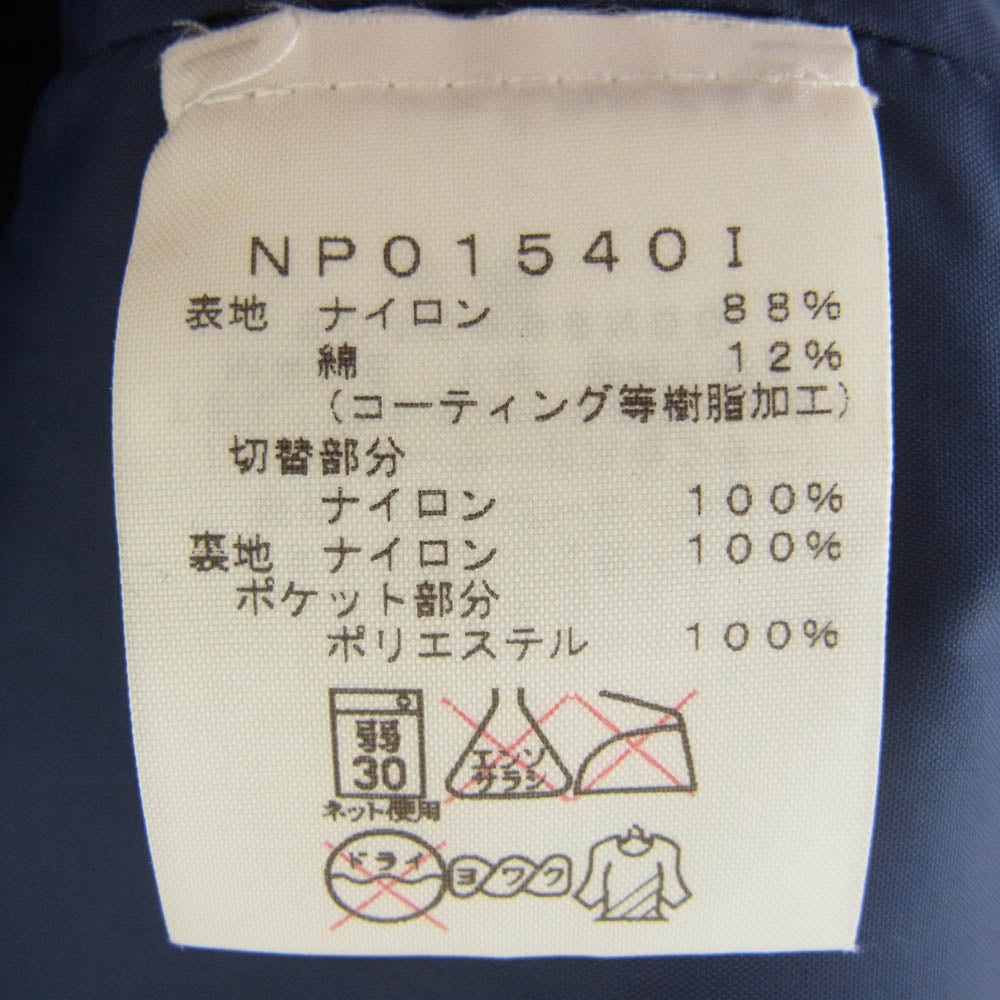 NP01540I
表地 ナイロン 88%
綿 12%
(コーティング等樹脂加工)
切替部分
ナイロン 100%
裏地 ナイロン 100%
ポケット部分
ポリエステル 100%
弱
30
ネット使用
エンソ
サラシ
ドライ
ヨワク